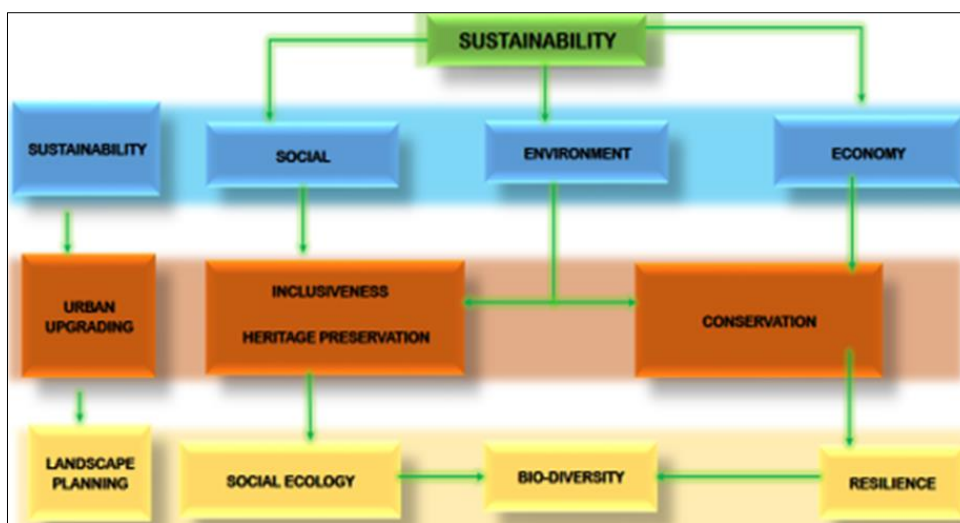 SUSTAINABILITY
SUSTAINABILITY
SOCIAL
ENVIRONMENT
ECONOMY
URBAN
UPGRADING
INCLUSIVENESS
HERITAGE PRESERVATION
CONSERVATION
LANDSCAPE
PLANNING
SOCIAL ECOLOGY
BIO-DIVERSITY
RESILIENCE